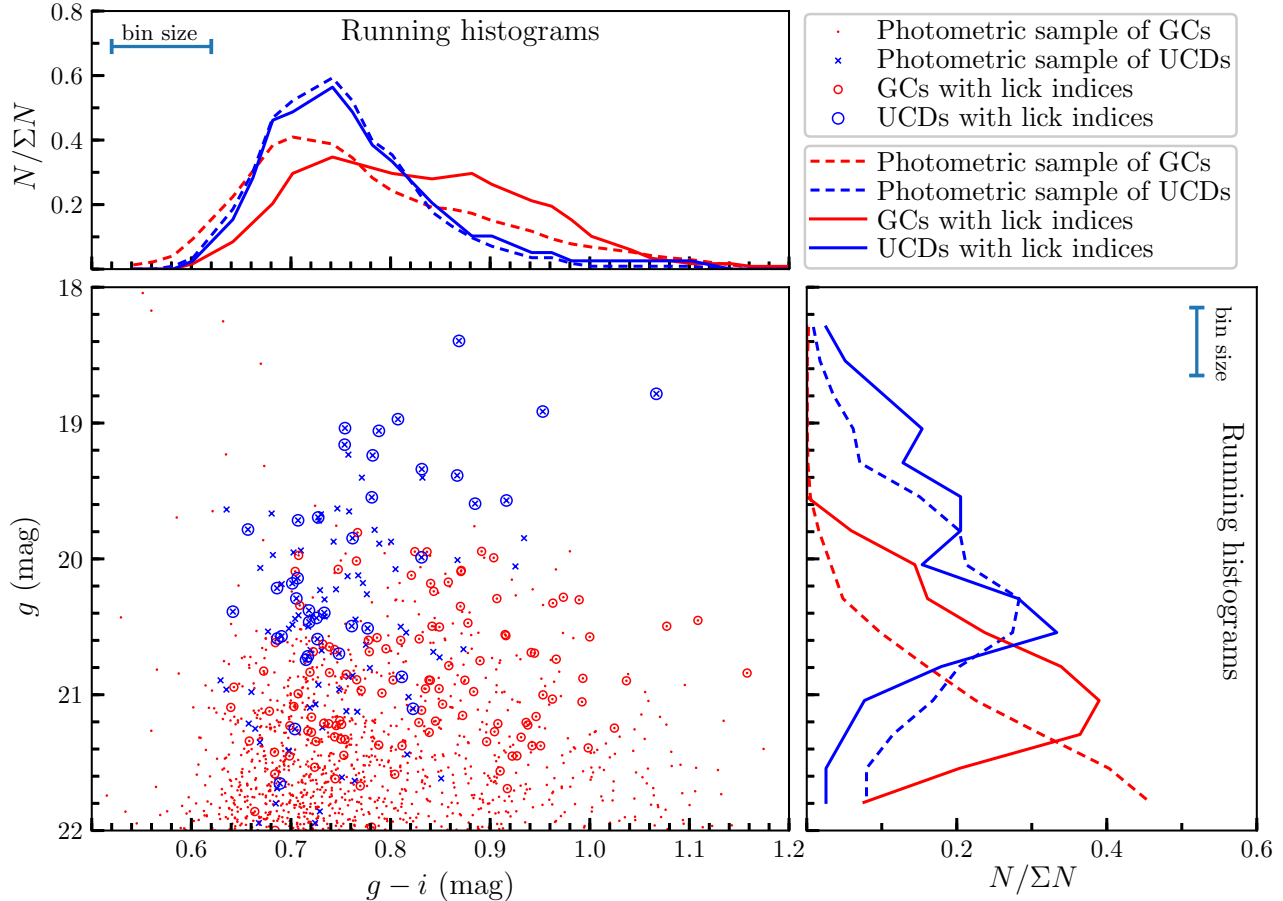 0.8
0.6
0.4
0.2
N/ΣN
bin size
Running histograms
Photometric sample of GCs
Photometric sample of UCDs
GCs with lick indices
UCDs with lick indices
Photometric sample of GCs
Photometric sample of UCDs
GCs with lick indices
UCDs with lick indices
18
19
20
21
22
g (mag)
0.6
0.7
0.8
0.9
1.0
1.1
1.2
g − i (mag)
bin size
Running histograms
0.2
0.4
0.6
N/ΣN